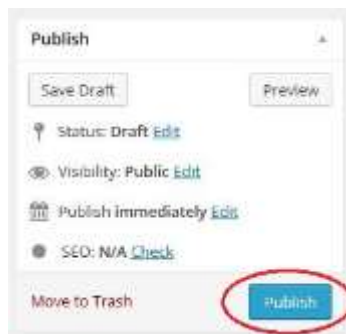 Publish
Save Draft Preview
Status: Draft Edit
Visibility: Public Edit
Publish immediately Edit
SEO: N/A Check
Move to Trash Publish